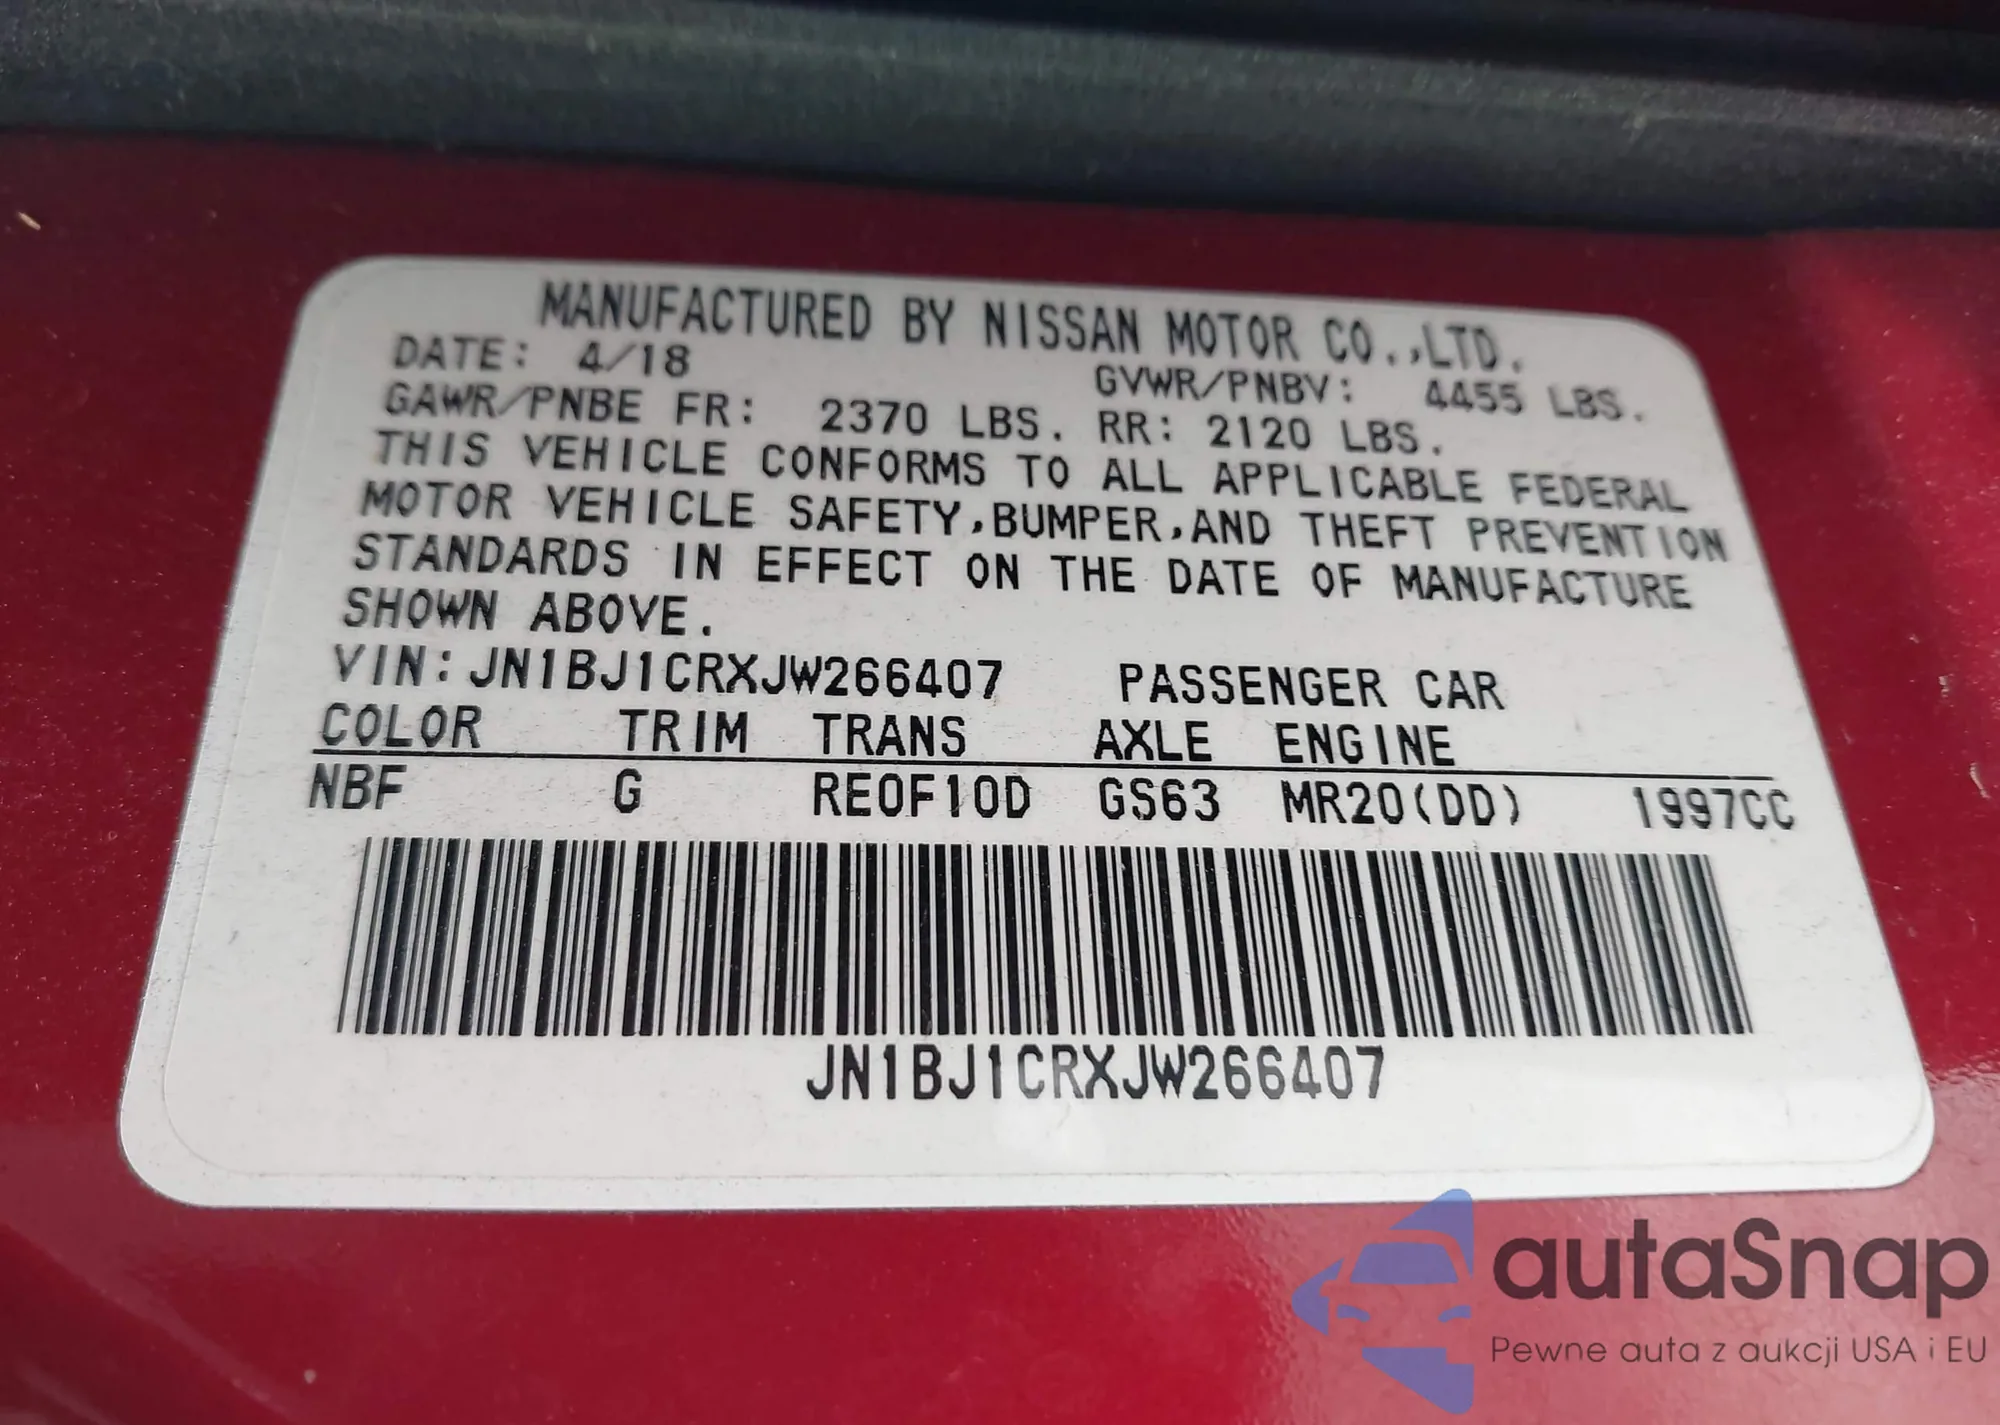 MANUFACTURED BY NISSAN MOTOR CO.,LTD.
DATE: 4/18 GVWR/PNBV: 4455 LBS.
GAWR/PNBE FR: 2370 LBS. RR: 2120 LBS.
THIS VEHICLE CONFORMS TO ALL APPLICABLE FEDERAL
MOTOR VEHICLE SAFETY,BUMPER,AND THEFT PREVENTION
STANDARDS IN EFFECT ON THE DATE OF MANUFACTURE
SHOWN ABOVE.
VIN:JN1BJ1CRXJW266407 PASSENGER CAR
COLOR TRIM TRANS AXLE ENGINE
NBF G RE0F10D GS63 MR20(DD) 1997CC
JN1BJ1CRXJW266407
autaSnap
Pewne auta z aukcji USA i EU